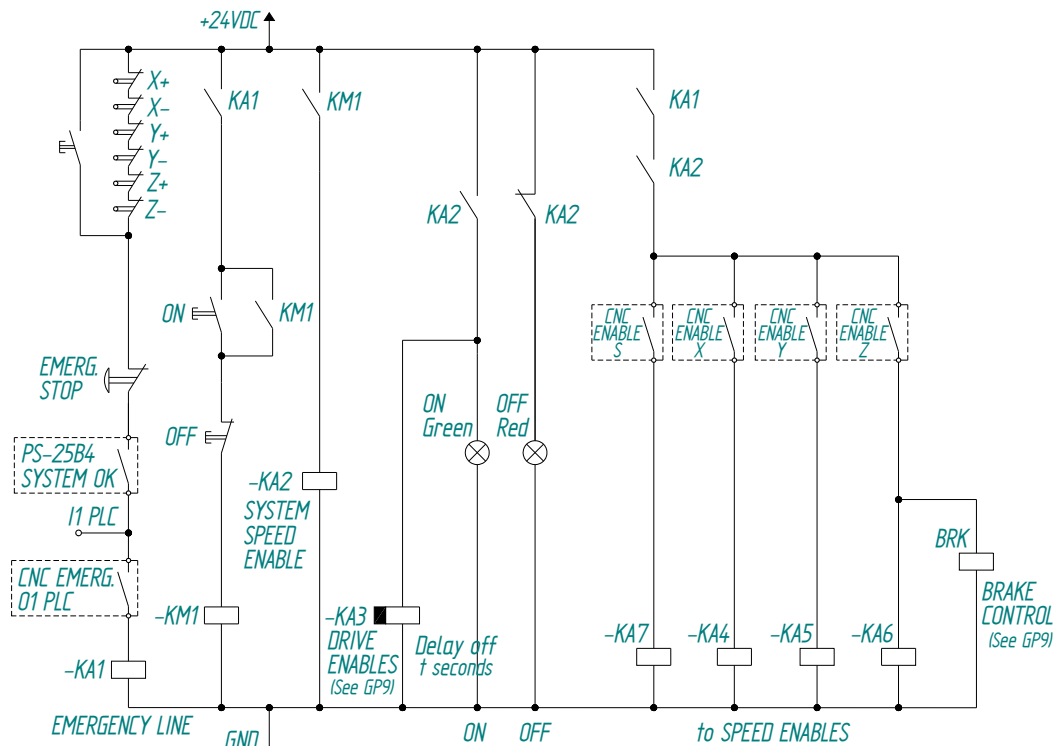 +24VDC
X+
X-
Y+
Y-
Z+
Z-
KA1
KM1
KA1
KA2
KA2
KA2
ON
KM1
CNC
ENABLE
S
CNC
ENABLE
X
CNC
ENABLE
Y
CNC
ENABLE
Z
EMERG.
STOP
ON
Green
OFF
Red
OFF
PS-25B4
SYSTEM OK
-KA2
SYSTEM
SPEED
ENABLE
I1 PLC
BRK
CNC EMERG.
O1 PLC
BRAKE
CONTROL
(See GP9)
-KM1
-KA3
DRIVE
ENABLES
(See GP9)
Delay off
t seconds
-KA7
-KA4
-KA5
-KA6
-KA1
EMERGENCY LINE
GND
ON
OFF
to SPEED ENABLES